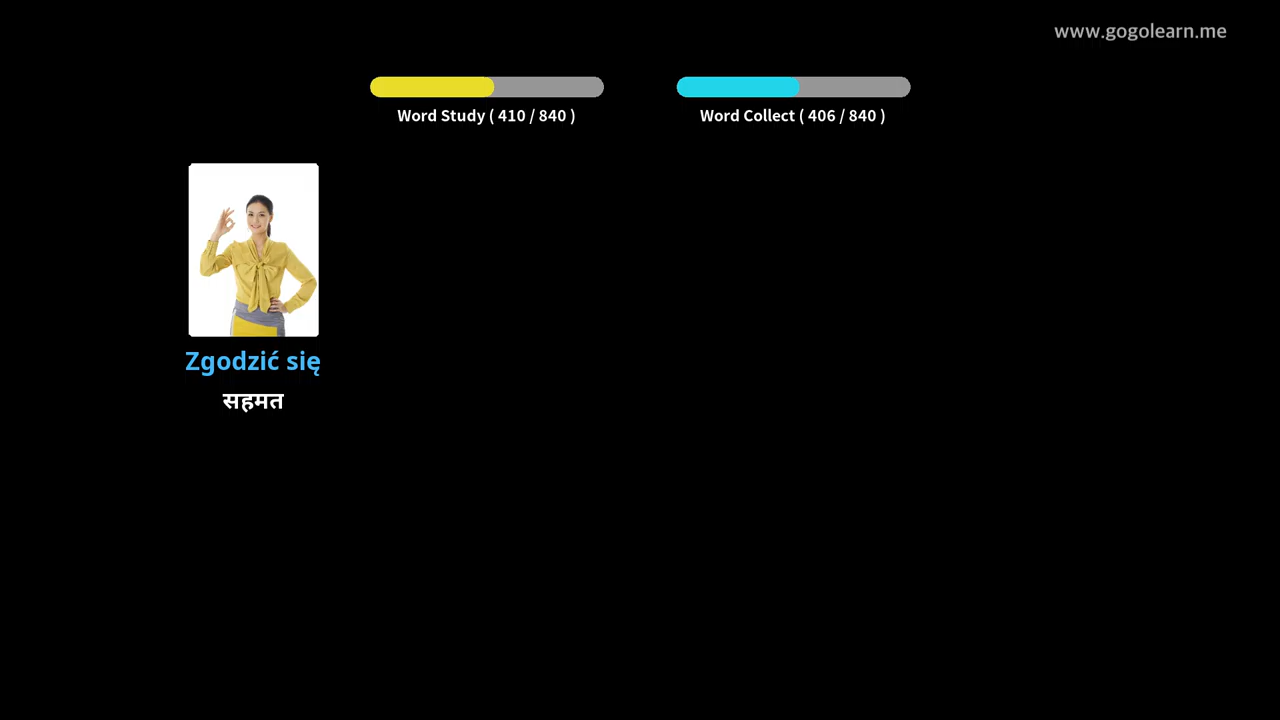 www.gogolearn.me
Word Study ( 410 / 840 )
Word Collect ( 406 / 840 )
Zgodzić się
सहमत